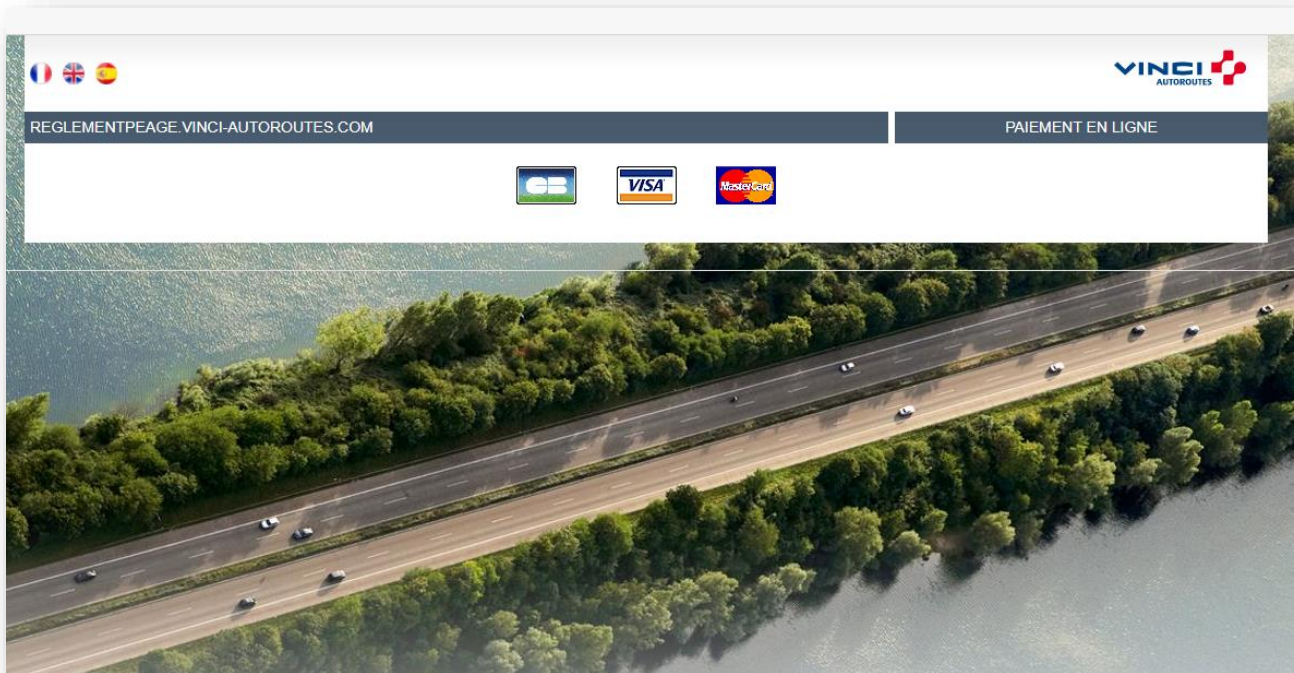 VINCI
AUTOROUTES
REGLEMENTPEAGE.VINCI-AUTOROUTES.COM
PAIEMENT EN LIGNE
CB
VISA
MasterCard